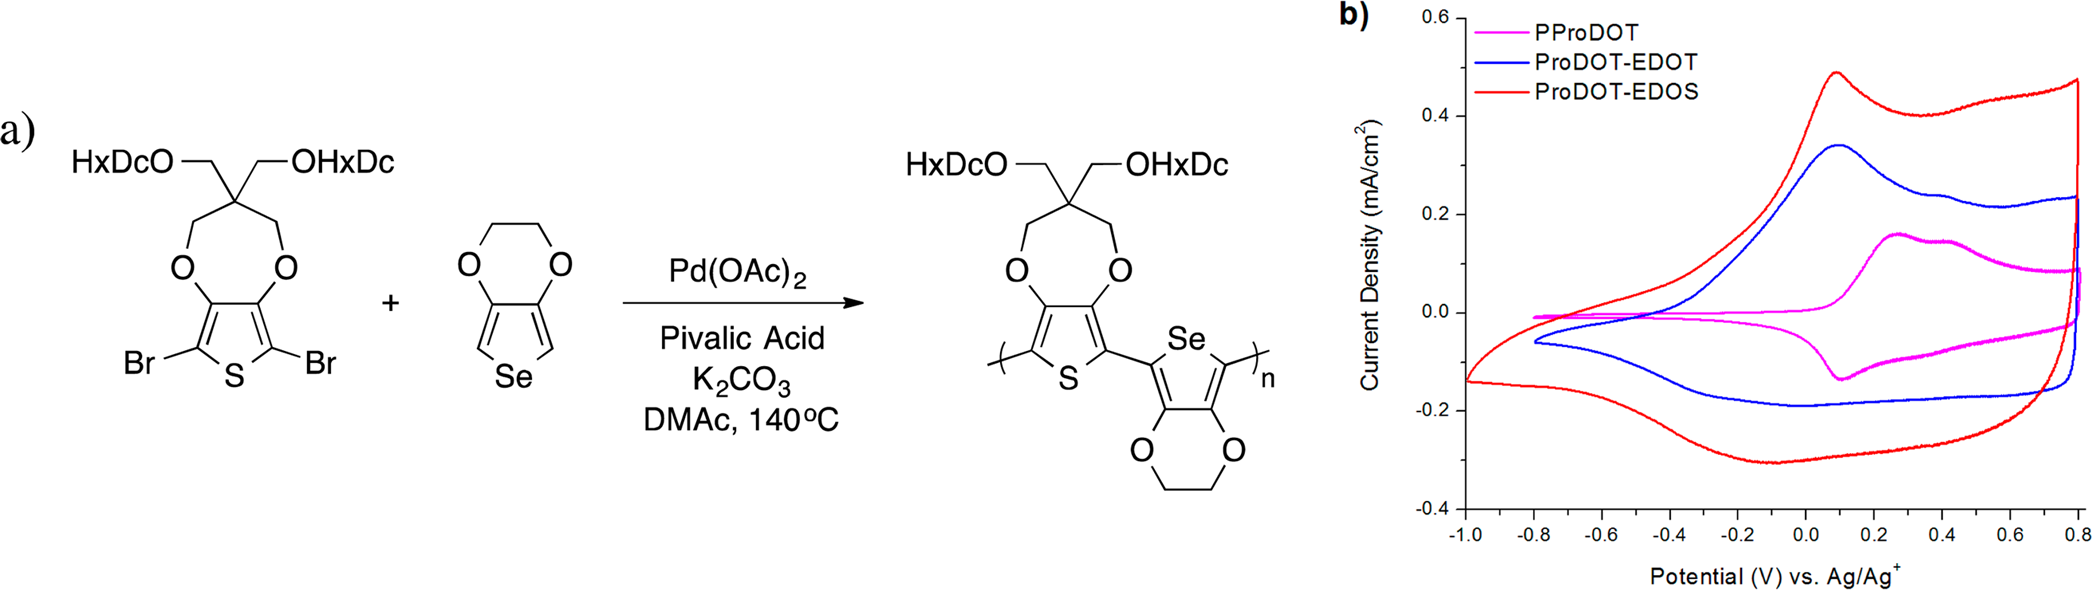 a)
HxDcO
OHxDc
O
O
Br
S
Br
+
O
O
Se
Pd(OAc)₂
Pivalic Acid
K₂CO₃
DMAc, 140ºC
HxDcO
OHxDc
O
O
S
Se
n
O
O
b)
PProDOT
ProDOT-EDOT
ProDOT-EDOS
Current Density (mA/cm²)
0.6
0.4
0.2
0.0
-0.2
-0.4
-1.0 -0.8 -0.6 -0.4 -0.2 0.0 0.2 0.4 0.6 0.8
Potential (V) vs. Ag/Ag⁺